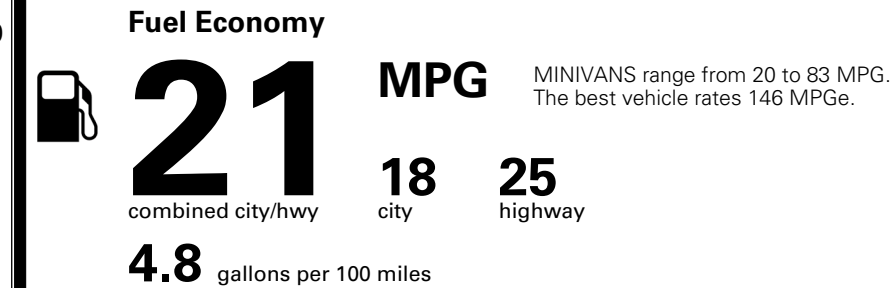 Fuel Economy
21
MPG
MINIVANS range from 20 to 83 MPG.
The best vehicle rates 146 MPGe.
18
25
combined city/hwy
city
highway
4.8 gallons per 100 miles